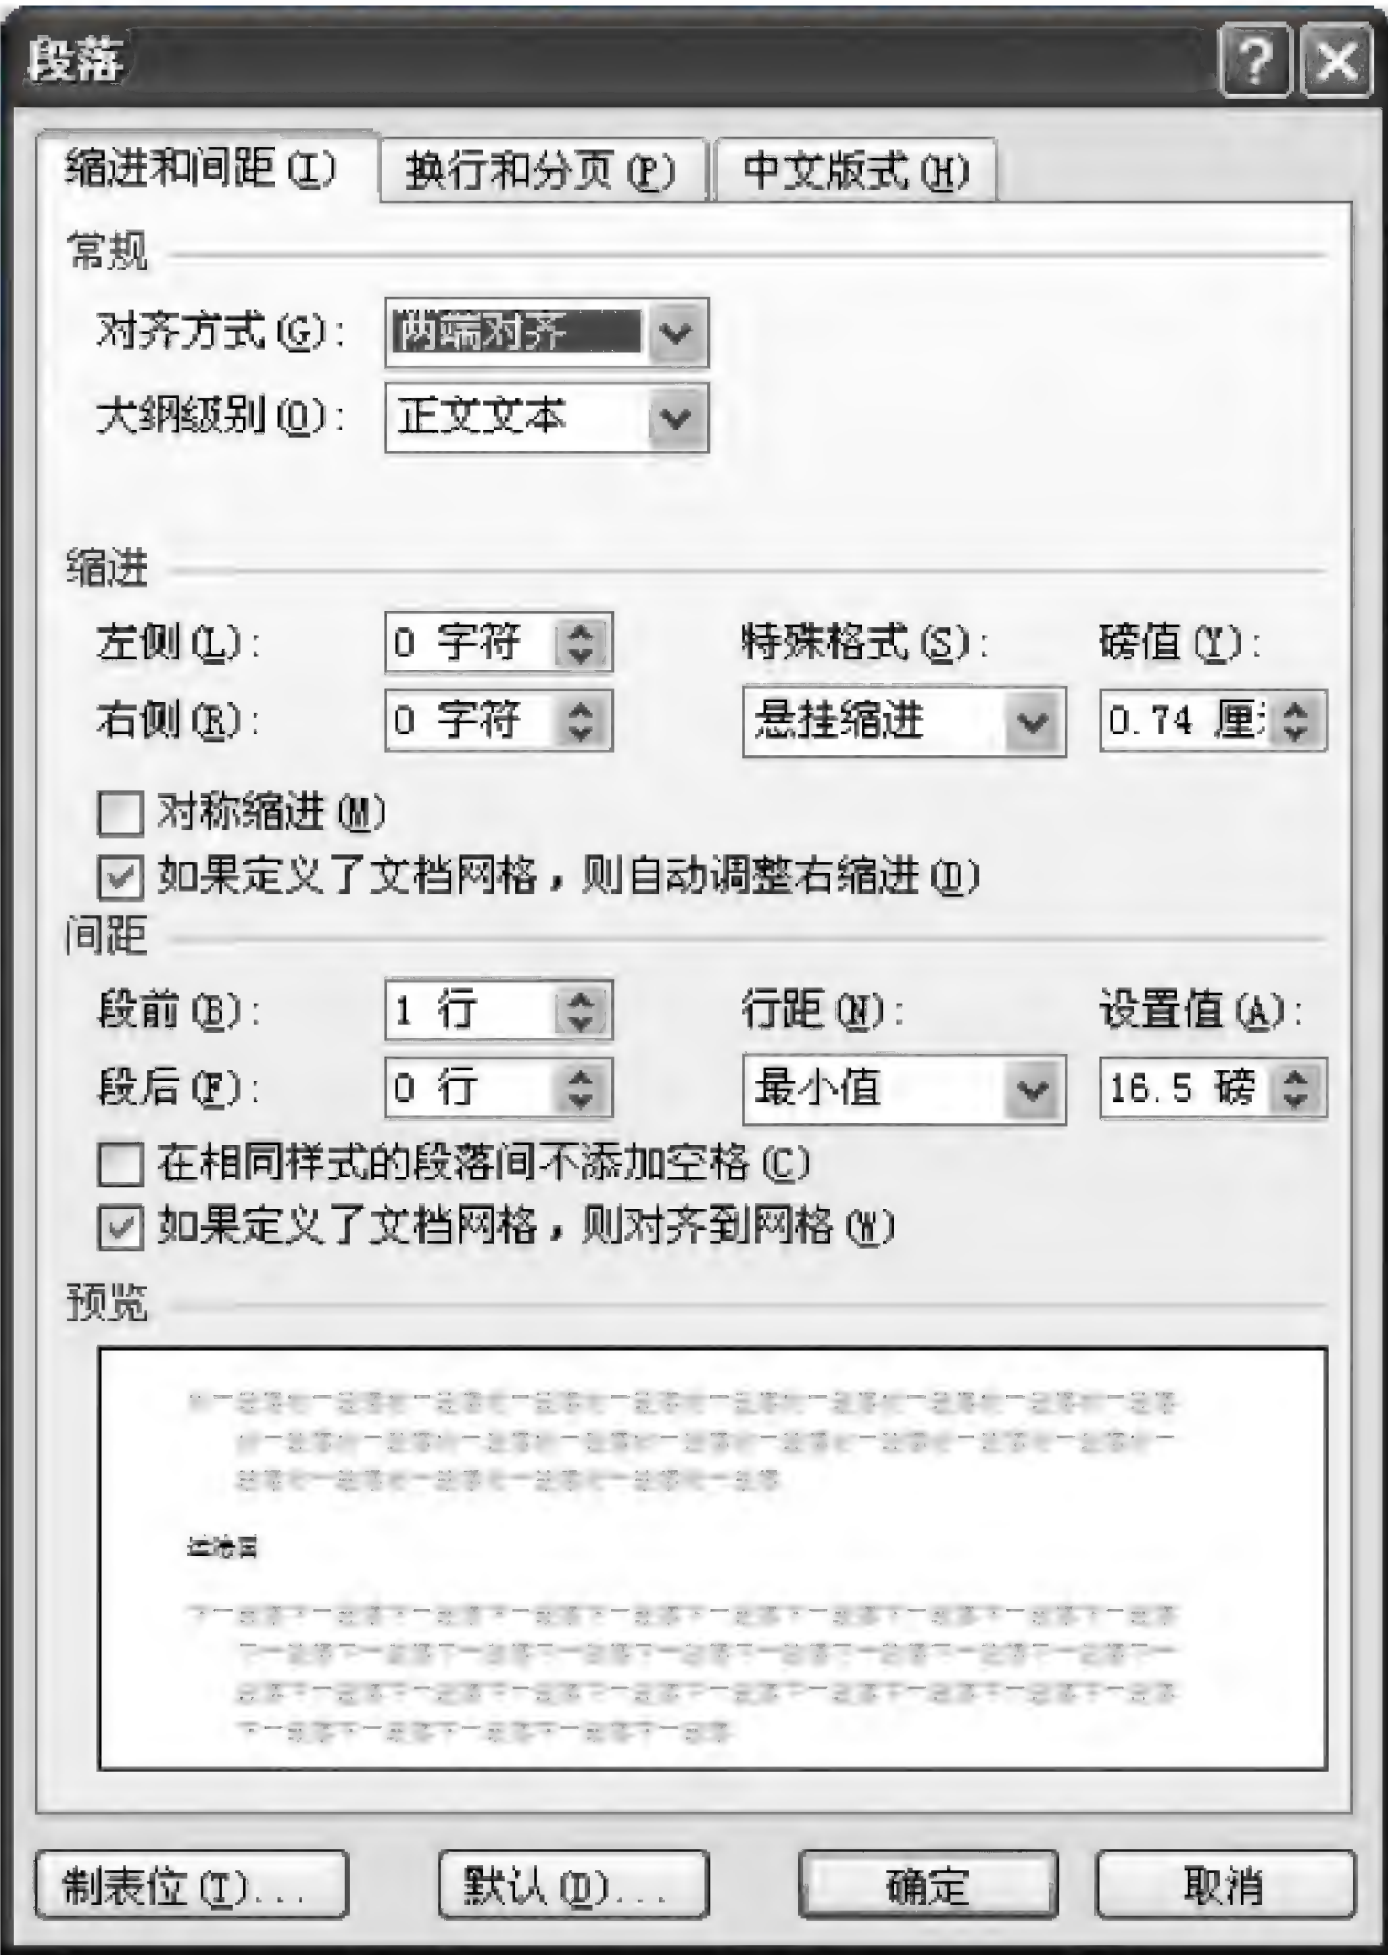 段落
缩进和间距(I) 换行和分页(P) 中文版式(H)
常规
对齐方式(G): 两端对齐
大纲级别(O): 正文文本
缩进
左侧(L): 0 字符 特殊格式(S): 磅值(Y):
右侧(R): 0 字符 悬挂缩进 0.74 厘
对称缩进(M)
如果定义了文档网格，则自动调整右缩进(D)
间距
段前(B): 1 行 行距(N): 设置值(A):
段后(F): 0 行 最小值 16.5 磅
在相同样式的段落间不添加空格(C)
如果定义了文档网格，则对齐到网格(W)
预览
制表位(T)... 默认(D)... 确定 取消